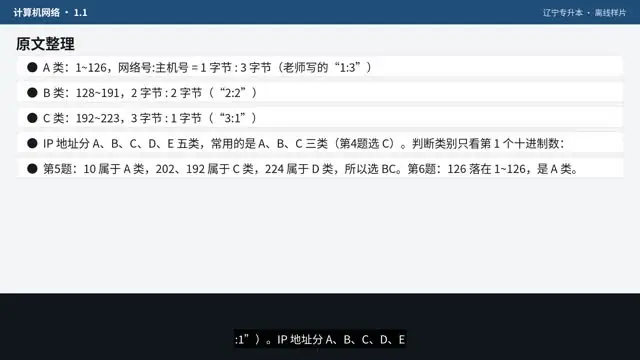 计算机网络 · 1.1
辽宁专升本 · 离线样片
原文整理
● A 类：1~126，网络号:主机号 = 1 字节 : 3 字节（老师写的“1:3”）
● B 类：128~191，2 字节 : 2 字节（“2:2”）
● C 类：192~223，3 字节 : 1 字节（“3:1”）
● IP 地址分 A、B、C、D、E 五类，常用的是 A、B、C 三类（第4题选 C）。判断类别只看第 1 个十进制数：
● 第5题：10 属于 A 类，202、192 属于 C 类，224 属于 D 类，所以选 BC。第6题：126 落在 1~126，是 A 类。
:1”）。IP 地址分 A、B、C、D、E